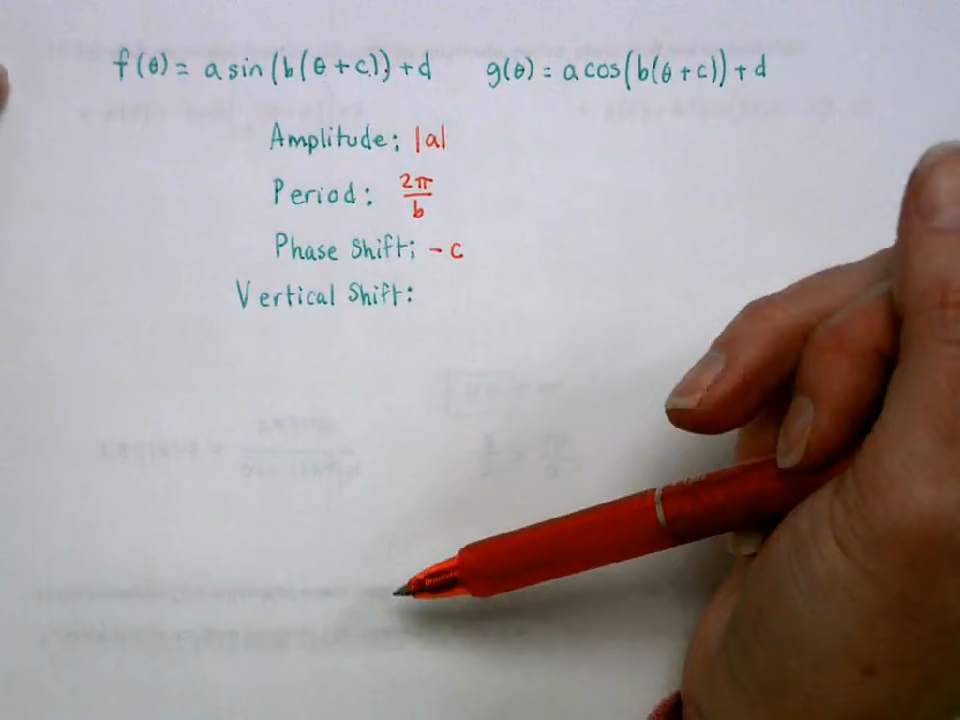 f(θ) = a sin(b(θ + c)) + d g(θ) = a cos(b(θ + c)) + d
Amplitude: |a|
Period: 2π/b
Phase Shift: - c
Vertical Shift: